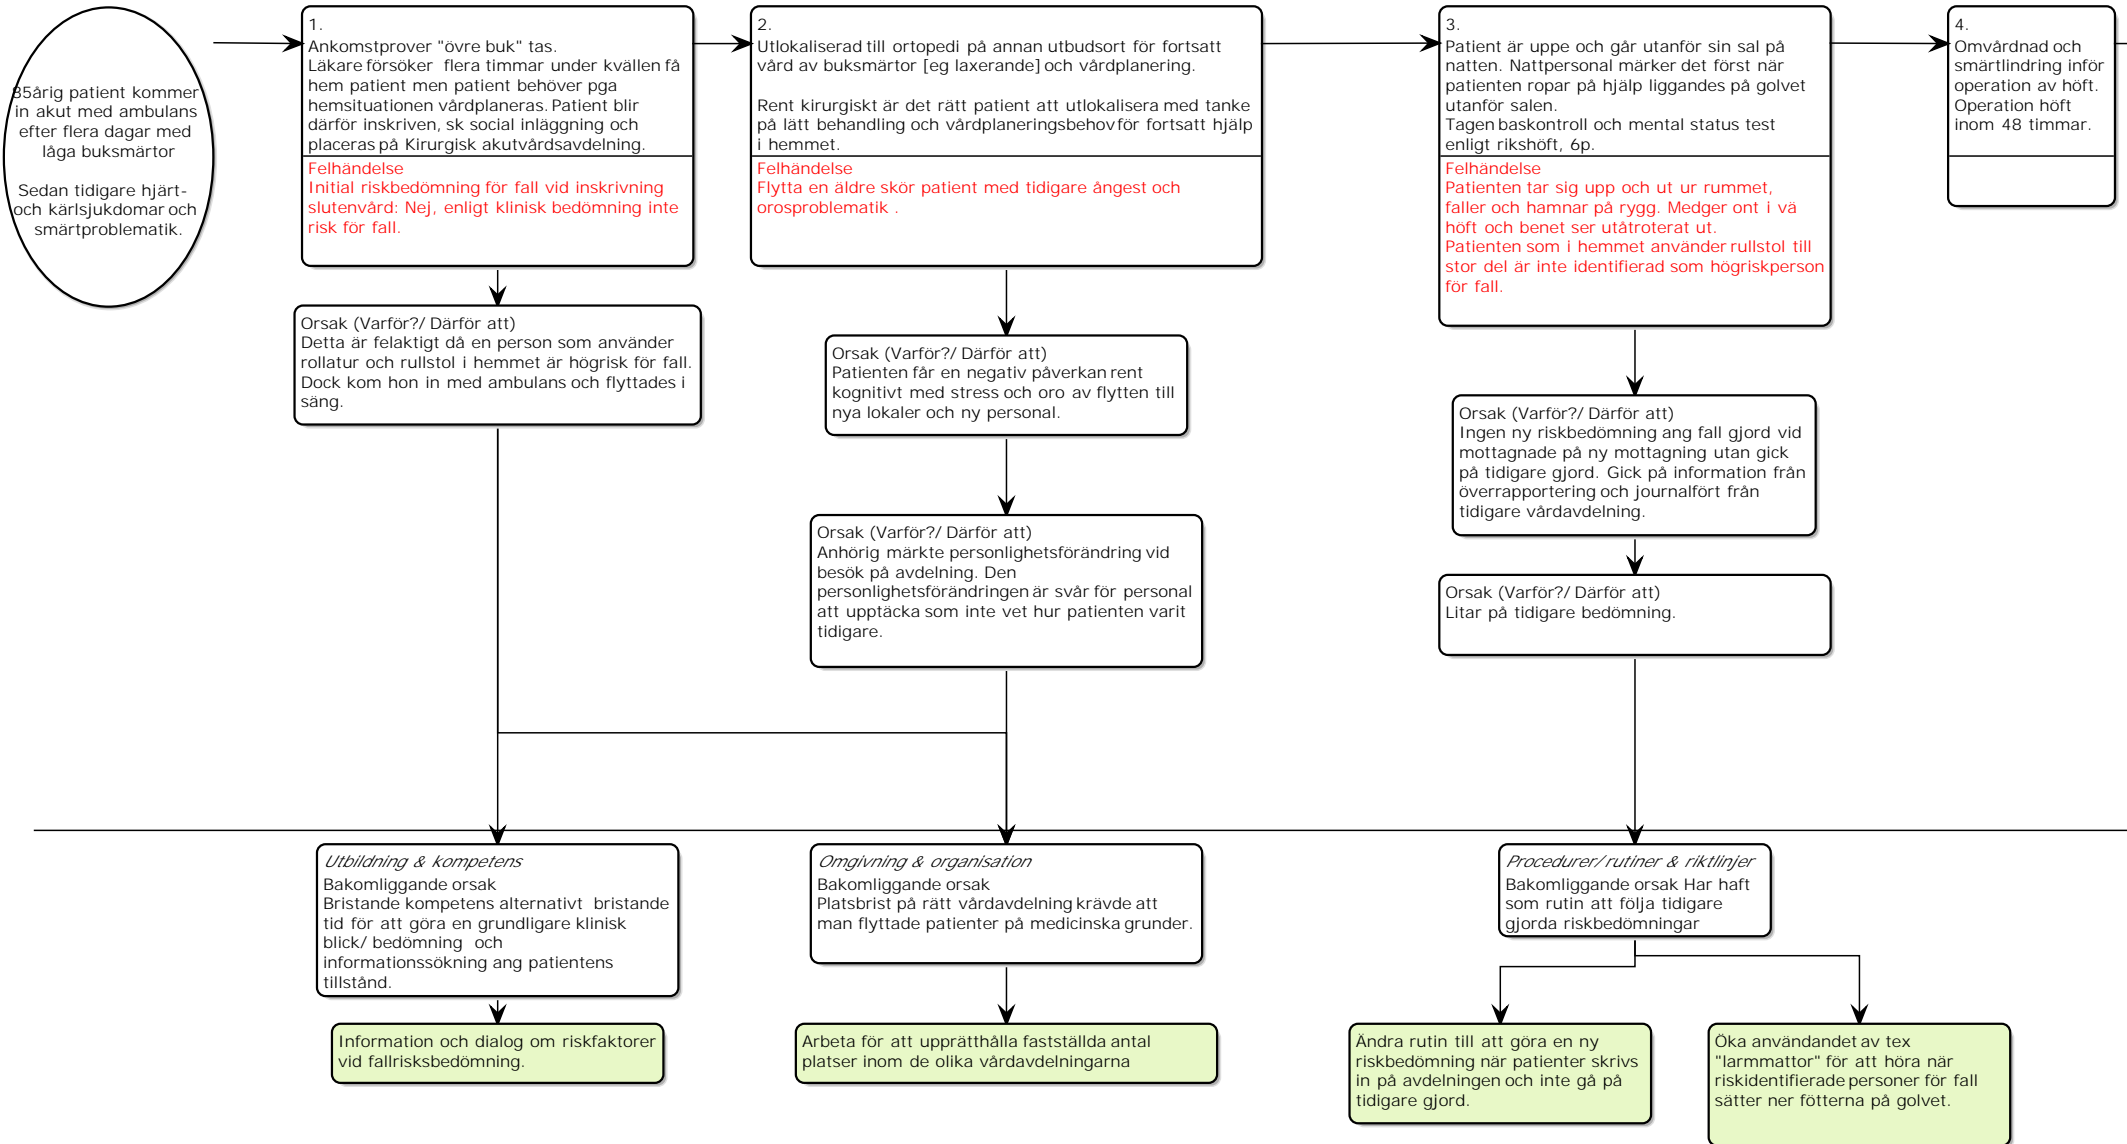 85årig patient kommer
in akut med ambulans
efter flera dagar med
låga buksmärtor
Sedan tidigare hjärt-
och kärlsjukdomar och
smärtproblematik.
1.
Ankomstprover "övre buk" tas.
Läkare försöker flera timmar under kvällen få
hem patient men patient behöver pga
hemsituationen vårdplaneras. Patient blir
därför inskriven, sk social inläggning och
placeras på Kirurgisk akutvårdsavdelning.
Felhändelse
Initial riskbedömning för fall vid inskrivning
slutenvård: Nej, enligt klinisk bedömning inte
risk för fall.
2.
Utlokaliserad till ortopedi på annan utbudsort för fortsatt
vård av buksmärtor [eg laxerande] och vårdplanering.
Rent kirurgiskt är det rätt patient att utlokalisera med tanke
på lätt behandling och vårdplaneringsbehov för fortsatt hjälp
i hemmet.
Felhändelse
Flytta en äldre skör patient med tidigare ångest och
orosproblematik .
3.
Patient är uppe och går utanför sin sal på
natten. Nattpersonal märker det först när
patienten ropar på hjälp liggandes på golvet
utanför salen.
Tagen baskontroll och mental status test
enligt rikshöft, 6p.
Felhändelse
Patienten tar sig upp och ut ur rummet,
faller och hamnar på rygg. Medger ont i vä
höft och benet ser utåtroterat ut.
Patienten som i hemmet använder rullstol till
stor del är inte identifierad som högriskperson
för fall.
4.
Omvårdnad och
smärtlindring inför
operation av höft.
Operation höft
inom 48 timmar.
Orsak (Varför?/ Därför att)
Detta är felaktigt då en person som använder
rollatur och rullstol i hemmet är högrisk för fall.
Dock kom hon in med ambulans och flyttades i
säng.
Orsak (Varför?/ Därför att)
Patienten får en negativ påverkan rent
kognitivt med stress och oro av flytten till
nya lokaler och ny personal.
Orsak (Varför?/ Därför att)
Anhörig märkte personlighetsförändring vid
besök på avdelning. Den
personlighetsförändringen är svår för personal
att upptäcka som inte vet hur patienten varit
tidigare.
Orsak (Varför?/ Därför att)
Ingen ny riskbedömning ang fall gjord vid
mottagnade på ny mottagning utan gick
på tidigare gjord. Gick på information från
överrapportering och journalfört från
tidigare vårdavdelning.
Orsak (Varför?/ Därför att)
Litar på tidigare bedömning.
Utbildning & kompetens
Bakomliggande orsak
Bristande kompetens alternativt bristande
tid för att göra en grundligare klinisk
blick/ bedömning och
informationssökning ang patientens
tillstånd.
Omgivning & organisation
Bakomliggande orsak
Platsbrist på rätt vårdavdelning krävde att
man flyttade patienter på medicinska grunder.
Procedurer/ rutiner & riktlinjer
Bakomliggande orsak Har haft
som rutin att följa tidigare
gjorda riskbedömningar
Information och dialog om riskfaktorer
vid fallrisksbedömning.
Arbeta för att upprätthålla fastställda antal
platser inom de olika vårdavdelningarna
Ändra rutin till att göra en ny
riskbedömning när patienter skrivs
in på avdelningen och inte gå på
tidigare gjord.
Öka användandet av tex
"larmmattor" för att höra när
riskidentifierade personer för fall
sätter ner fötterna på golvet.